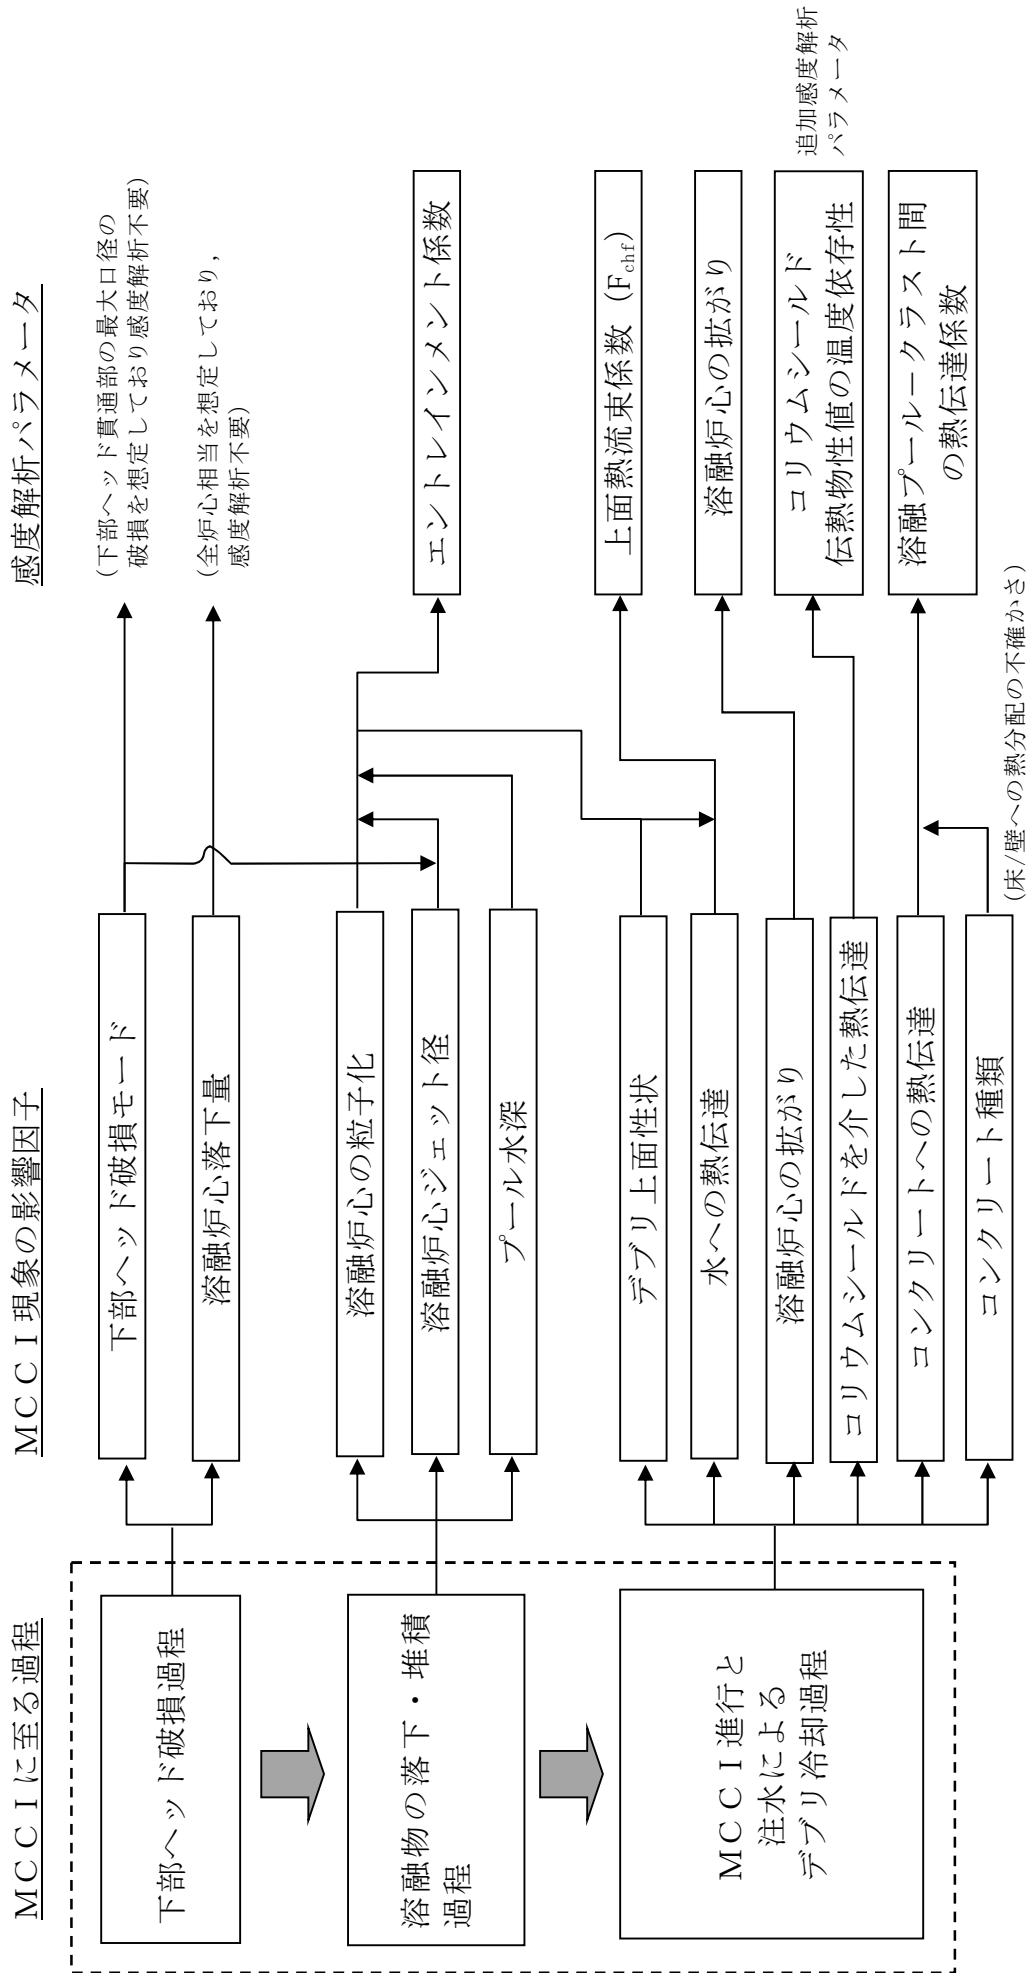 MCCIに至る過程
MCCI現象の影響因子
感度解析パラメータ
下部ヘッド破損過程
下部ヘッド破損モード
溶融炉心落下量
(下部ヘッド貫通部の最大口径の
破損を想定しており感度解析不要)
(全炉心相当を想定しており,
感度解析不要)
溶融物の落下・堆積
過程
溶融炉心の粒子化
溶融炉心ジェット径
プール水深
エントレインメント係数
MCCI進行と
注水による
デブリ冷却過程
デブリ上面性状
水への熱伝達
溶融炉心の拡がり
コリウムシールドを介した熱伝達
コンクリートへの熱伝達
コンクリート種類
上面熱流束係数 (Fchf)
溶融炉心の拡がり
コリウムシールド
伝熱物性値の温度依存性
追加感度解析
パラメータ
溶融プールークラスト間
の熱伝達係数
(床/壁への熱分配の不確かさ)